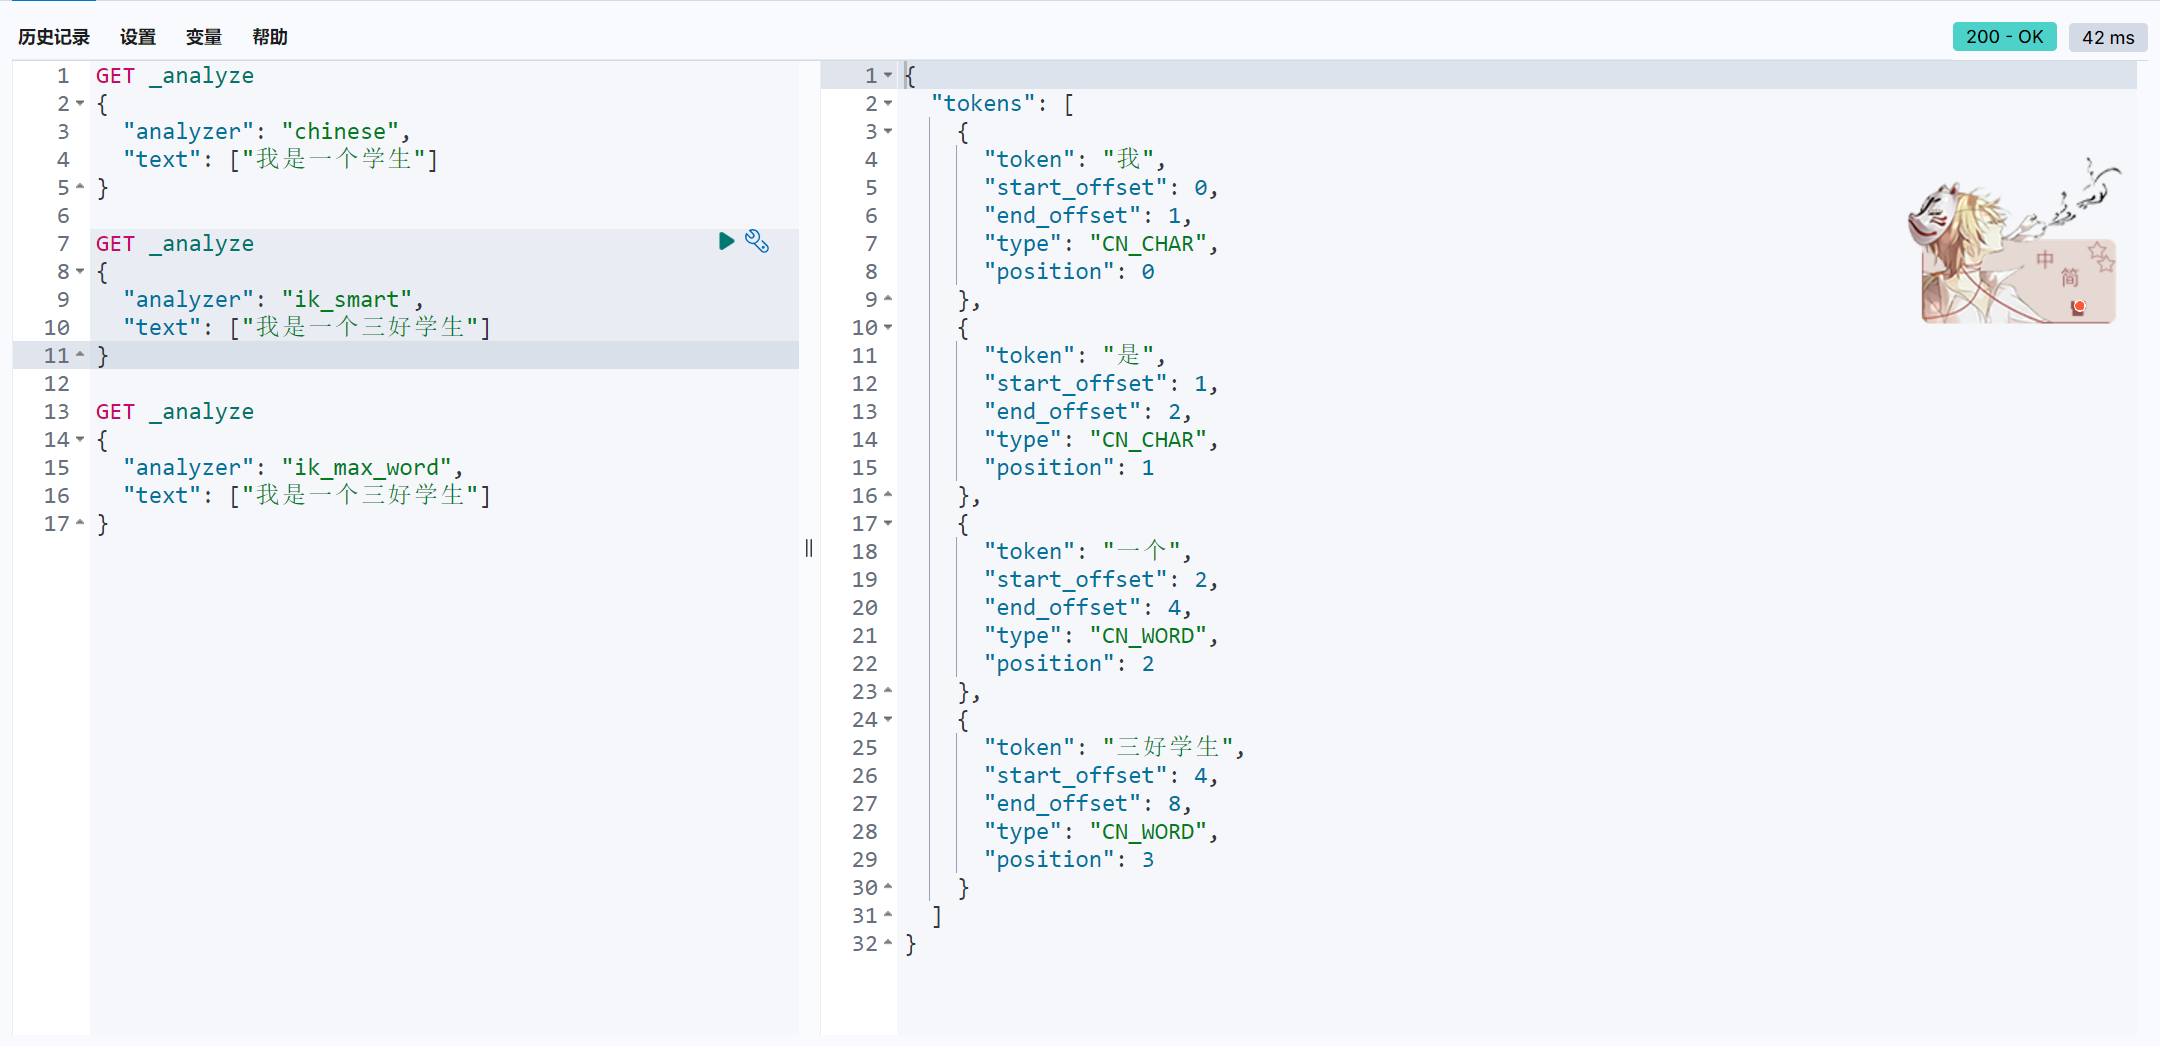 历史记录 设置 变量 帮助
200 - OK 42 ms
1 GET _analyze
2 {
3 "analyzer": "chinese",
4 "text": ["我是一个学生"]
5 }
6
7 GET _analyze
8 {
9 "analyzer": "ik_smart",
10 "text": ["我是一个三好学生"]
11 }
12
13 GET _analyze
14 {
15 "analyzer": "ik_max_word",
16 "text": ["我是一个三好学生"]
17 }
1 {
2 "tokens": [
3 {
4 "token": "我",
5 "start_offset": 0,
6 "end_offset": 1,
7 "type": "CN_CHAR",
8 "position": 0
9 },
10 {
11 "token": "是",
12 "start_offset": 1,
13 "end_offset": 2,
14 "type": "CN_CHAR",
15 "position": 1
16 },
17 {
18 "token": "一个",
19 "start_offset": 2,
20 "end_offset": 4,
21 "type": "CN_WORD",
22 "position": 2
23 },
24 {
25 "token": "三好学生",
26 "start_offset": 4,
27 "end_offset": 8,
28 "type": "CN_WORD",
29 "position": 3
30 }
31 ]
32 }
中
简